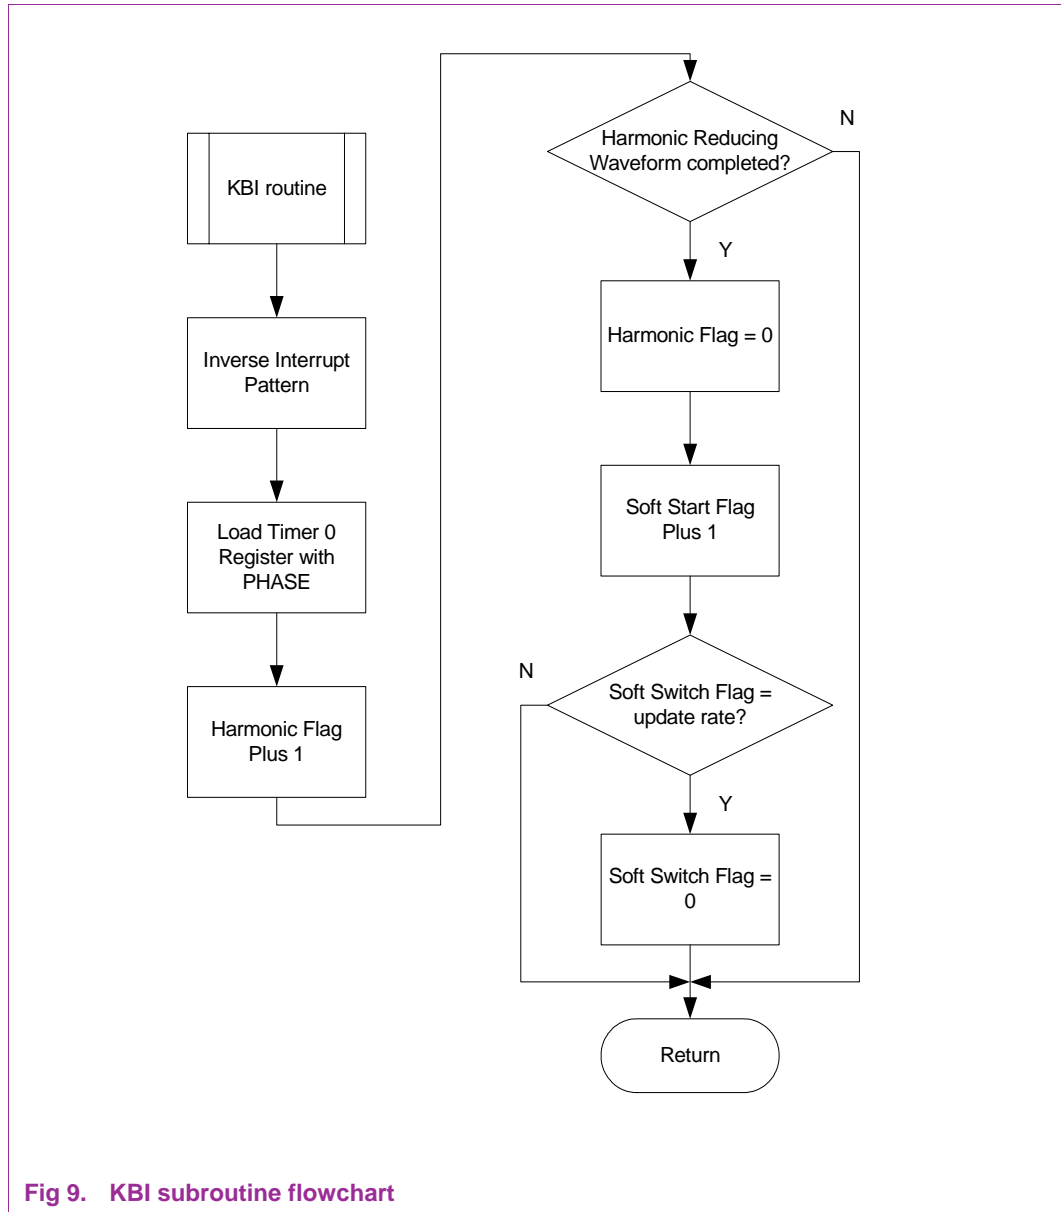 KBI routine
Inverse Interrupt
Pattern
Load Timer 0
Register with
PHASE
Harmonic Flag
Plus 1
Harmonic Reducing
Waveform completed?
N
Y
Harmonic Flag = 0
Soft Start Flag
Plus 1
N
Soft Switch Flag =
update rate?
Y
Soft Switch Flag =
0
Return
Fig 9. KBI subroutine flowchart